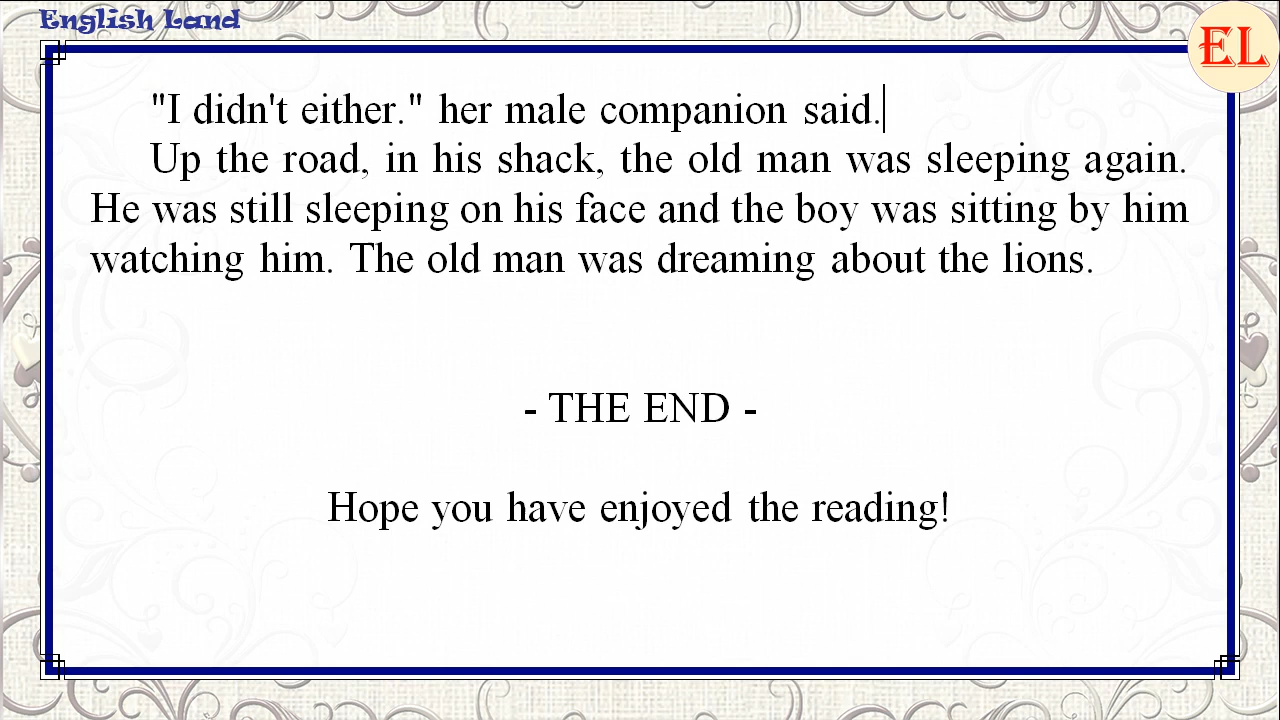 English Land
EL
"I didn't either." her male companion said.
Up the road, in his shack, the old man was sleeping again.
He was still sleeping on his face and the boy was sitting by him
watching him. The old man was dreaming about the lions.
- THE END -
Hope you have enjoyed the reading!